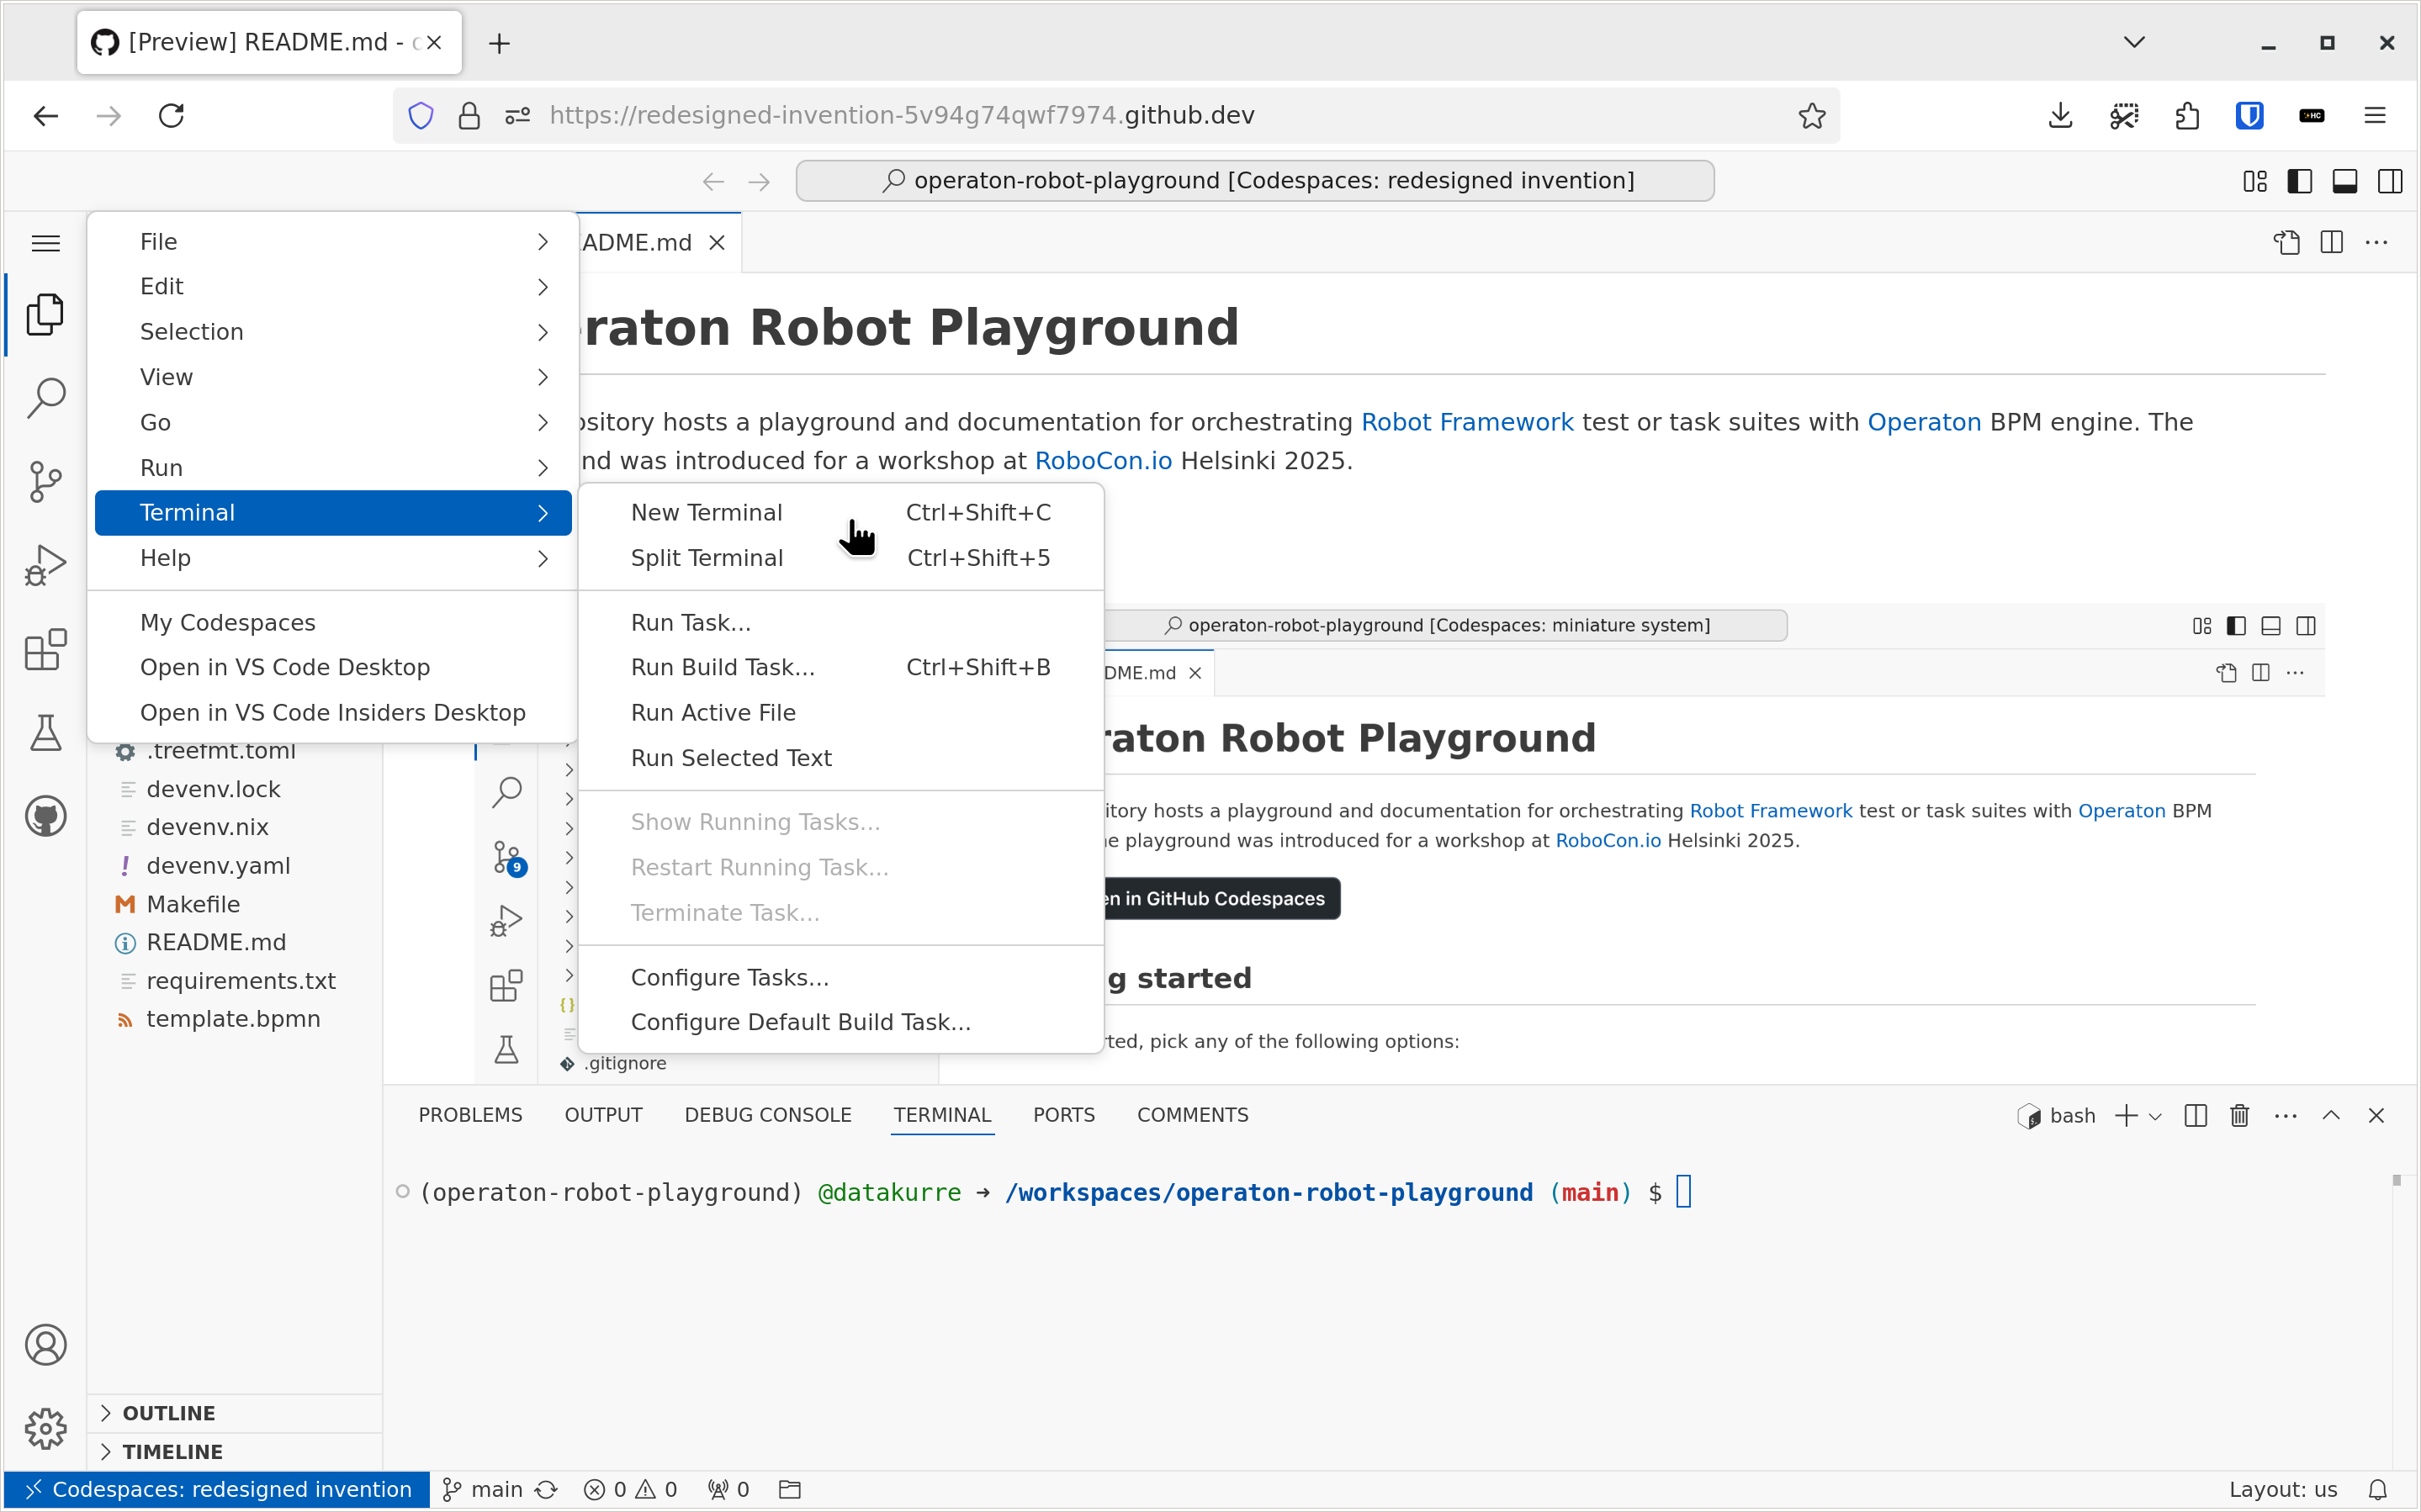 [Preview] README.md -
https://redesigned-invention-5v94g74qwf7974.github.dev
operaton-robot-playground [Codespaces: redesigned invention]
File
Edit
Selection
View
Go
Run
Terminal
Help
My Codespaces
Open in VS Code Desktop
Open in VS Code Insiders Desktop
New Terminal Ctrl+Shift+C
Split Terminal Ctrl+Shift+5
Run Task...
Run Build Task... Ctrl+Shift+B
Run Active File
Run Selected Text
Show Running Tasks...
Restart Running Task...
Terminate Task...
Configure Tasks...
Configure Default Build Task...
ADME.md
raton Robot Playground
ository hosts a playground and documentation for orchestrating Robot Framework test or task suites with Operaton BPM engine. The
nd was introduced for a workshop at RoboCon.io Helsinki 2025.
operaton-robot-playground [Codespaces: miniature system]
DME.md
raton Robot Playground
itory hosts a playground and documentation for orchestrating Robot Framework test or task suites with Operaton BPM
e playground was introduced for a workshop at RoboCon.io Helsinki 2025.
en in GitHub Codespaces
g started
rted, pick any of the following options:
9
.gitignore
.treefmt.toml
devenv.lock
devenv.nix
devenv.yaml
Makefile
README.md
requirements.txt
template.bpmn
OUTLINE
TIMELINE
PROBLEMS OUTPUT DEBUG CONSOLE TERMINAL PORTS COMMENTS bash
(operaton-robot-playground) @datakurre ➜ /workspaces/operaton-robot-playground (main) $
Codespaces: redesigned invention main 0 0 0 Layout: us